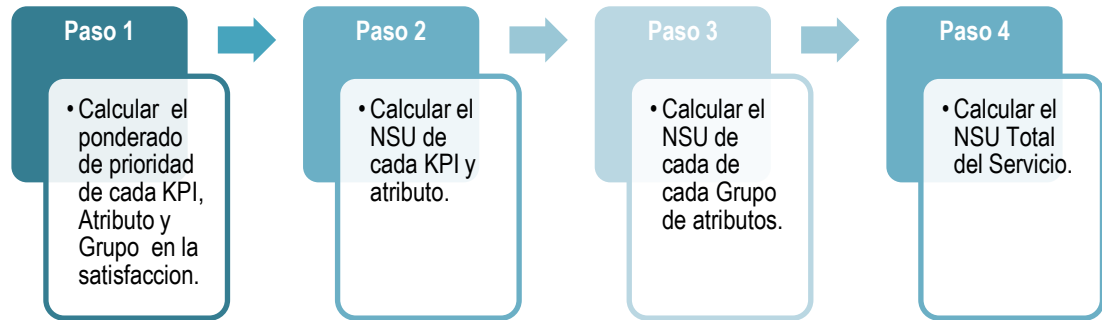 Paso 1
• Calcular el
ponderado
de prioridad
de cada KPI,
Atributo y
Grupo en la
satisfaccion.
Paso 2
• Calcular el
NSU de
cada KPI y
atributo.
Paso 3
• Calcular el
NSU de
cada de
cada Grupo
de atributos.
Paso 4
• Calcular el
NSU Total
del Servicio.